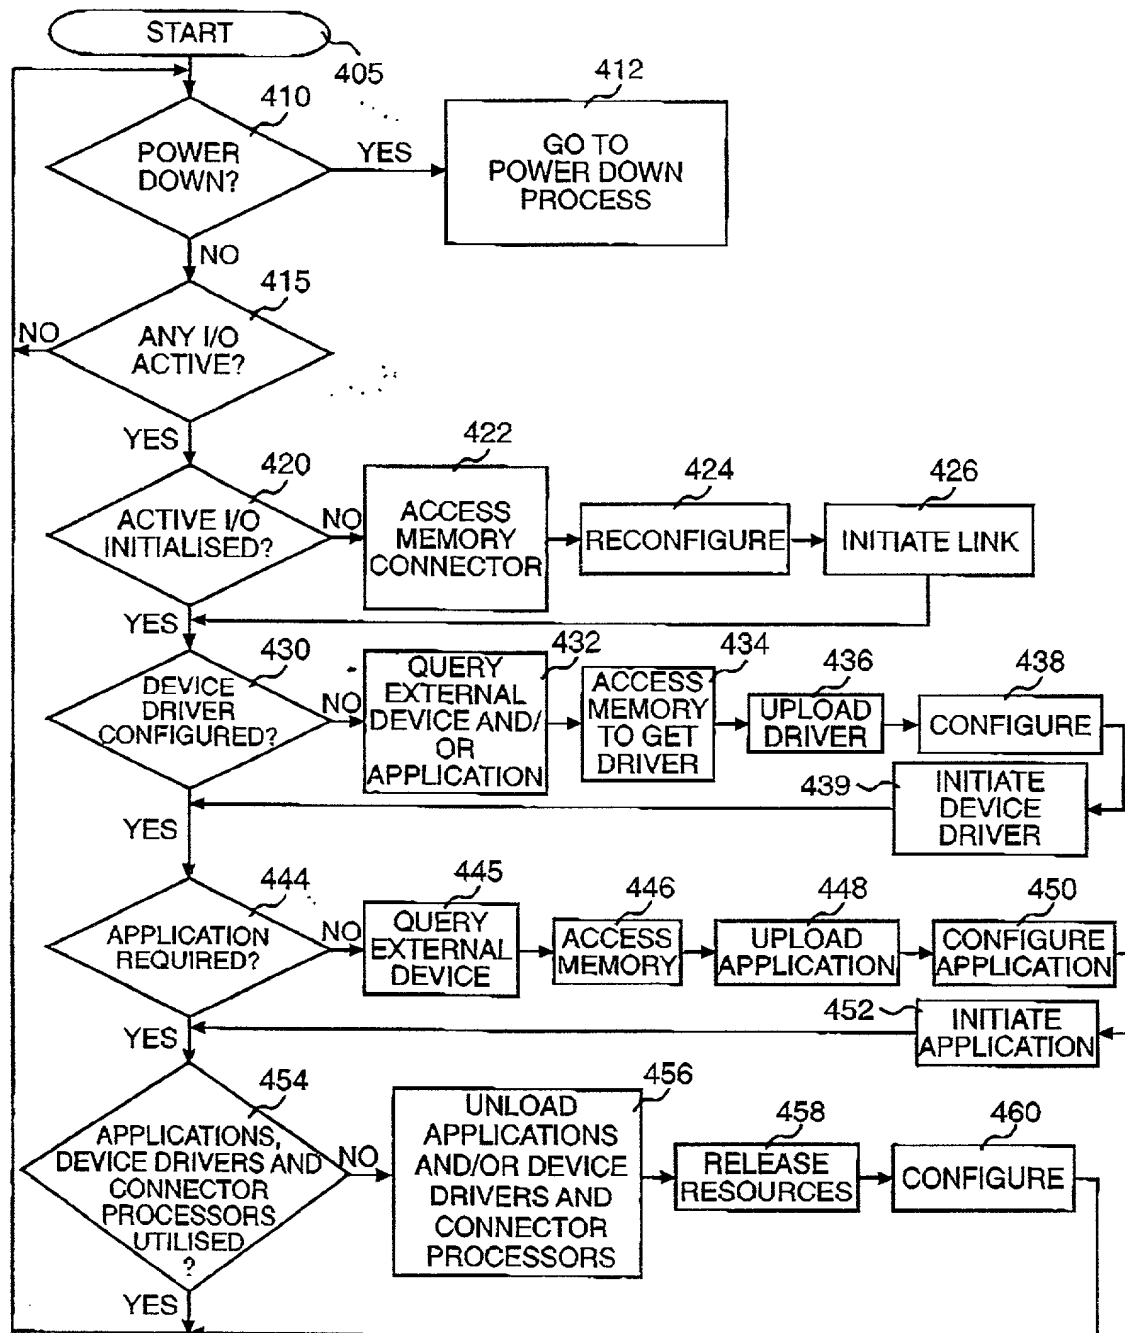 START
405
410
POWER
DOWN?
YES
412
GO TO
POWER DOWN
PROCESS
NO
415
ANY I/O
ACTIVE?
NO
YES
420
ACTIVE I/O
INITIALISED?
NO
422
ACCESS
MEMORY
CONNECTOR
424
RECONFIGURE
426
INITIATE LINK
YES
430
DEVICE
DRIVER
CONFIGURED?
NO
432
QUERY
EXTERNAL
DEVICE AND/
OR
APPLICATION
434
ACCESS
MEMORY
TO GET
DRIVER
436
UPLOAD
DRIVER
438
CONFIGURE
439
INITIATE
DEVICE
DRIVER
YES
444
APPLICATION
REQUIRED?
NO
445
QUERY
EXTERNAL
DEVICE
446
ACCESS
MEMORY
448
UPLOAD
APPLICATION
450
CONFIGURE
APPLICATION
452
INITIATE
APPLICATION
YES
454
APPLICATIONS,
DEVICE DRIVERS AND
CONNECTOR
PROCESSORS
UTILISED
?
NO
456
UNLOAD
APPLICATIONS
AND/OR DEVICE
DRIVERS AND
CONNECTOR
PROCESSORS
458
RELEASE
RESOURCES
460
CONFIGURE
YES